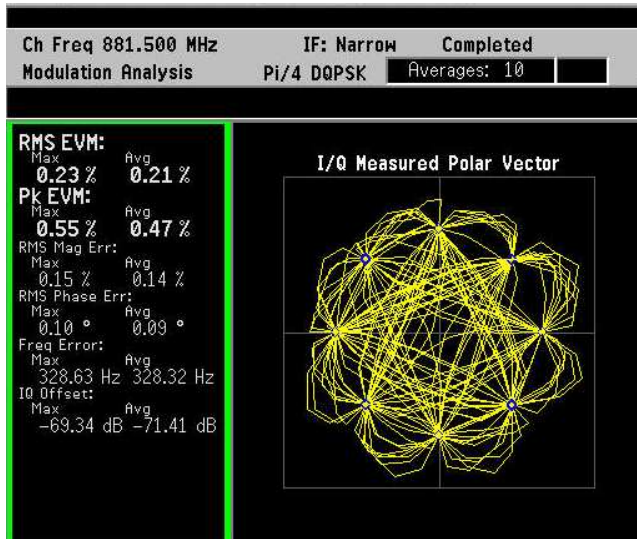 Ch Freq 881.500 MHz IF: Narrow Completed
Modulation Analysis Pi/4 DQPSK Averages: 10
RMS EVM:
Max Avg
0.23 % 0.21 %
Pk EVM:
Max Avg
0.55 % 0.47 %
RMS Mag Err:
Max Avg
0.15 % 0.14 %
RMS Phase Err:
Max Avg
0.10 ° 0.09 °
Freq Error:
Max Avg
328.63 Hz 328.32 Hz
IQ Offset:
Max Avg
-69.34 dB -71.41 dB
I/Q Measured Polar Vector